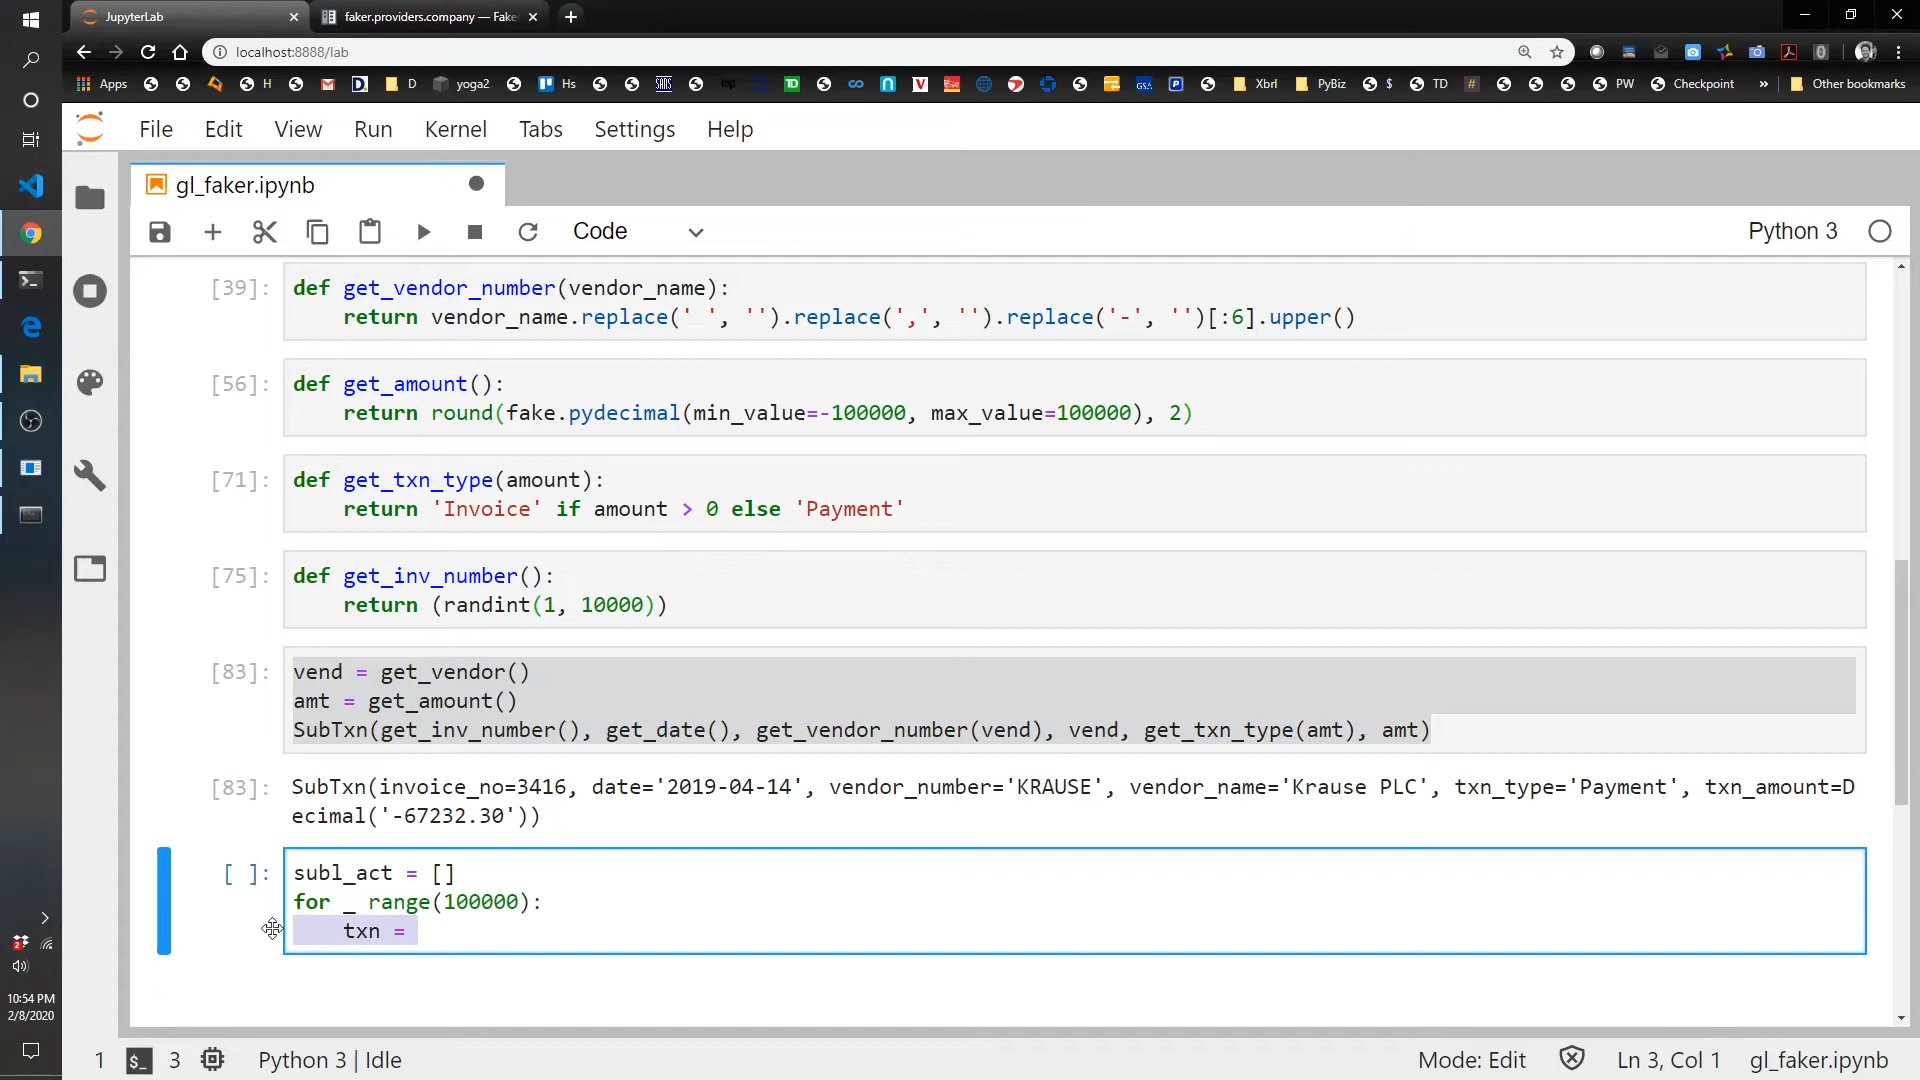 JupyterLab
faker.providers.company — Fake
localhost:8888/lab
Apps
H
D
yoga2
Hs
SANS
TD
GSA
Xbrl
PyBiz
$
TD
#
PW
Checkpoint
»
Other bookmarks
File Edit View Run Kernel Tabs Settings Help
gl_faker.ipynb
Code
Python 3
[39]: def get_vendor_number(vendor_name):
return vendor_name.replace(' ', '').replace(',', '').replace('-', '')[:6].upper()
[56]: def get_amount():
return round(fake.pydecimal(min_value=-100000, max_value=100000), 2)
[71]: def get_txn_type(amount):
return 'Invoice' if amount > 0 else 'Payment'
[75]: def get_inv_number():
return (randint(1, 10000))
[83]: vend = get_vendor()
amt = get_amount()
SubTxn(get_inv_number(), get_date(), get_vendor_number(vend), vend, get_txn_type(amt), amt)
[83]: SubTxn(invoice_no=3416, date='2019-04-14', vendor_number='KRAUSE', vendor_name='Krause PLC', txn_type='Payment', txn_amount=D
ecimal('-67232.30'))
[ ]: subl_act = []
for _ range(100000):
txn =
10:54 PM
2/8/2020
1 $_ 3 Python 3 | Idle
Mode: Edit Ln 3, Col 1 gl_faker.ipynb